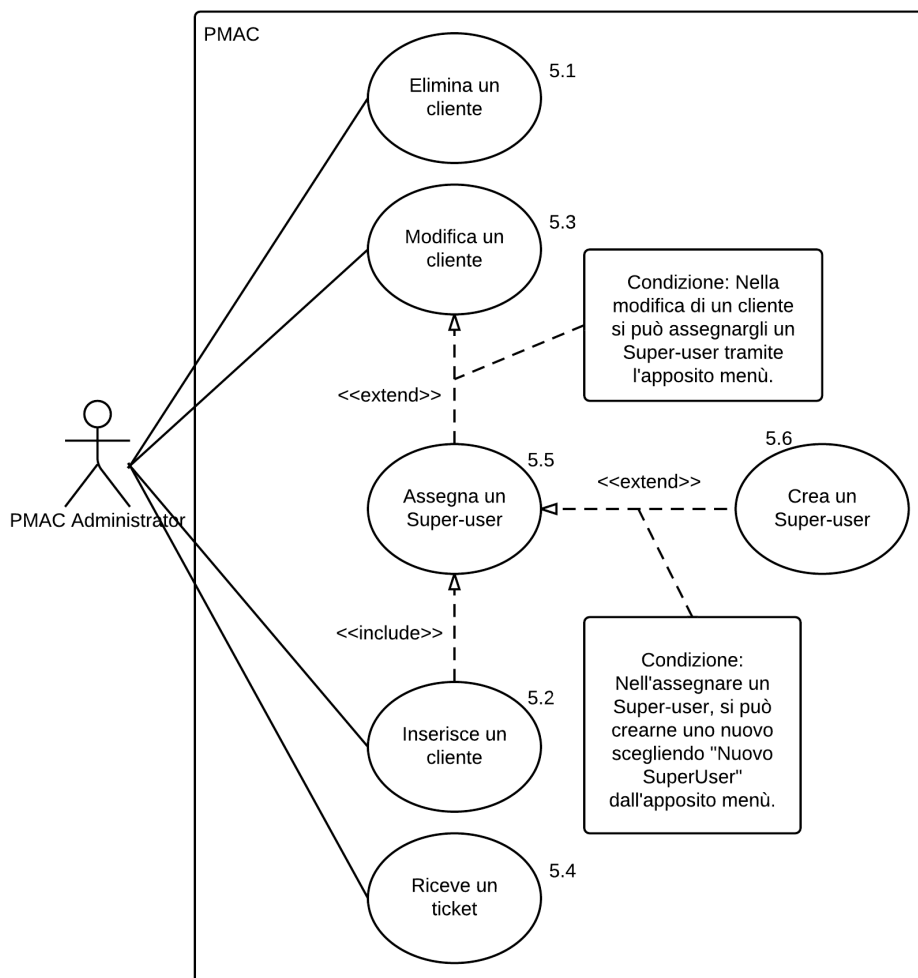 PMAC
Elimina un
cliente
5.1
Modifica un
cliente
5.3
Condizione: Nella
modifica di un cliente
si può assegnargli un
Super-user tramite
l'apposito menù.
<<extend>>
PMAC Administrator
Assegna un
Super-user
5.5
<<extend>>
5.6
Crea un
Super-user
<<include>>
Condizione:
Nell'assegnare un
Super-user, si può
crearne uno nuovo
scegliendo "Nuovo
SuperUser"
dall'apposito menù.
Inserisce un
cliente
5.2
Riceve un
ticket
5.4